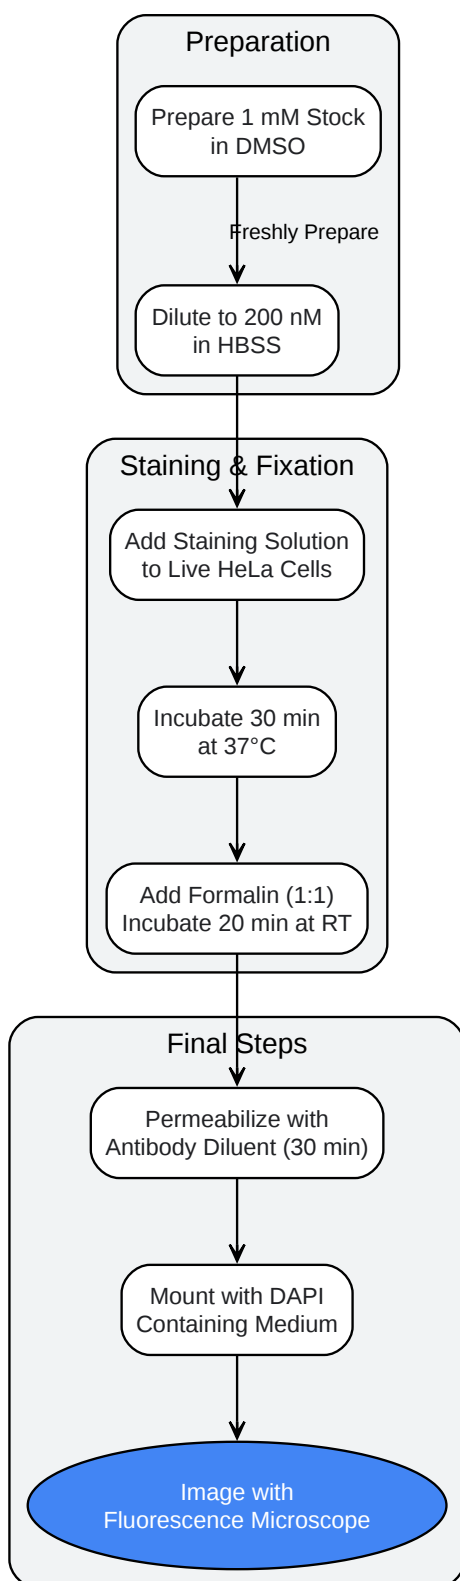 Preparation
Prepare 1 mM Stock
in DMSO
Freshly Prepare
Dilute to 200 nM
in HBSS
Staining & Fixation
Add Staining Solution
to Live HeLa Cells
Incubate 30 min
at 37°C
Add Formalin (1:1)
Incubate 20 min at RT
Final Steps
Permeabilize with
Antibody Diluent (30 min)
Mount with DAPI
Containing Medium
Image with
Fluorescence Microscope